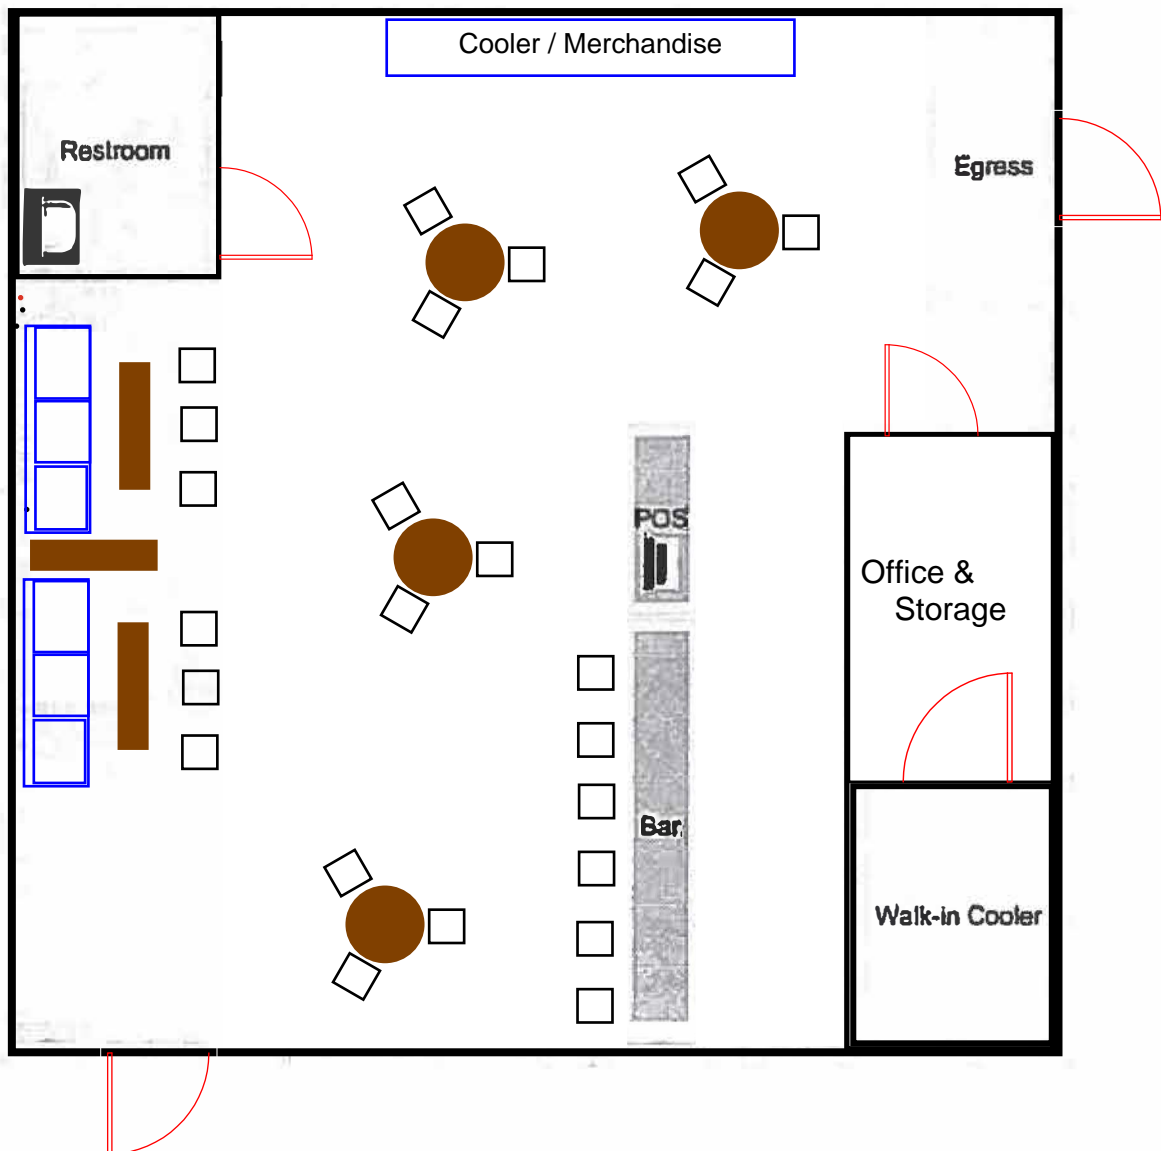 Cooler / Merchandise
Restroom
Egress
POS
Office &
Storage
Bar
Walk-in Cooler